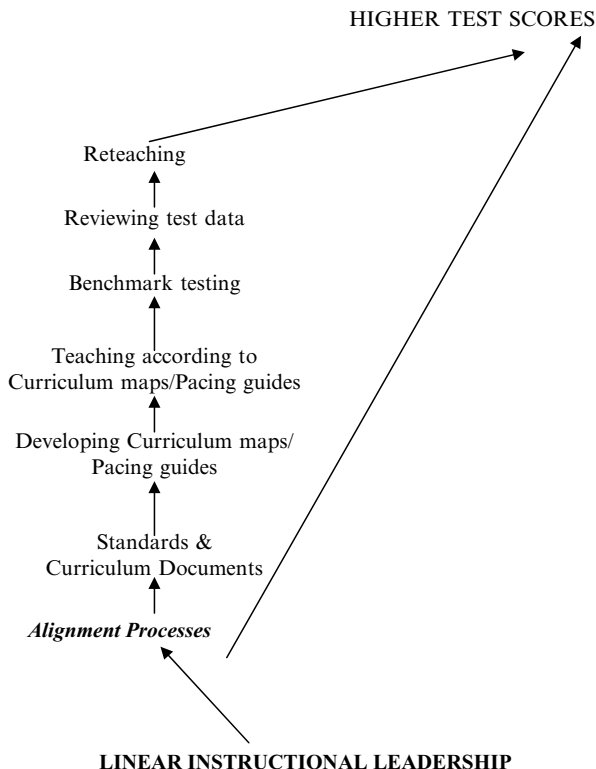 HIGHER TEST SCORES
Reteaching
Reviewing test data
Benchmark testing
Teaching according to
Curriculum maps/Pacing guides
Developing Curriculum maps/
Pacing guides
Standards &
Curriculum Documents
Alignment Processes
LINEAR INSTRUCTIONAL LEADERSHIP